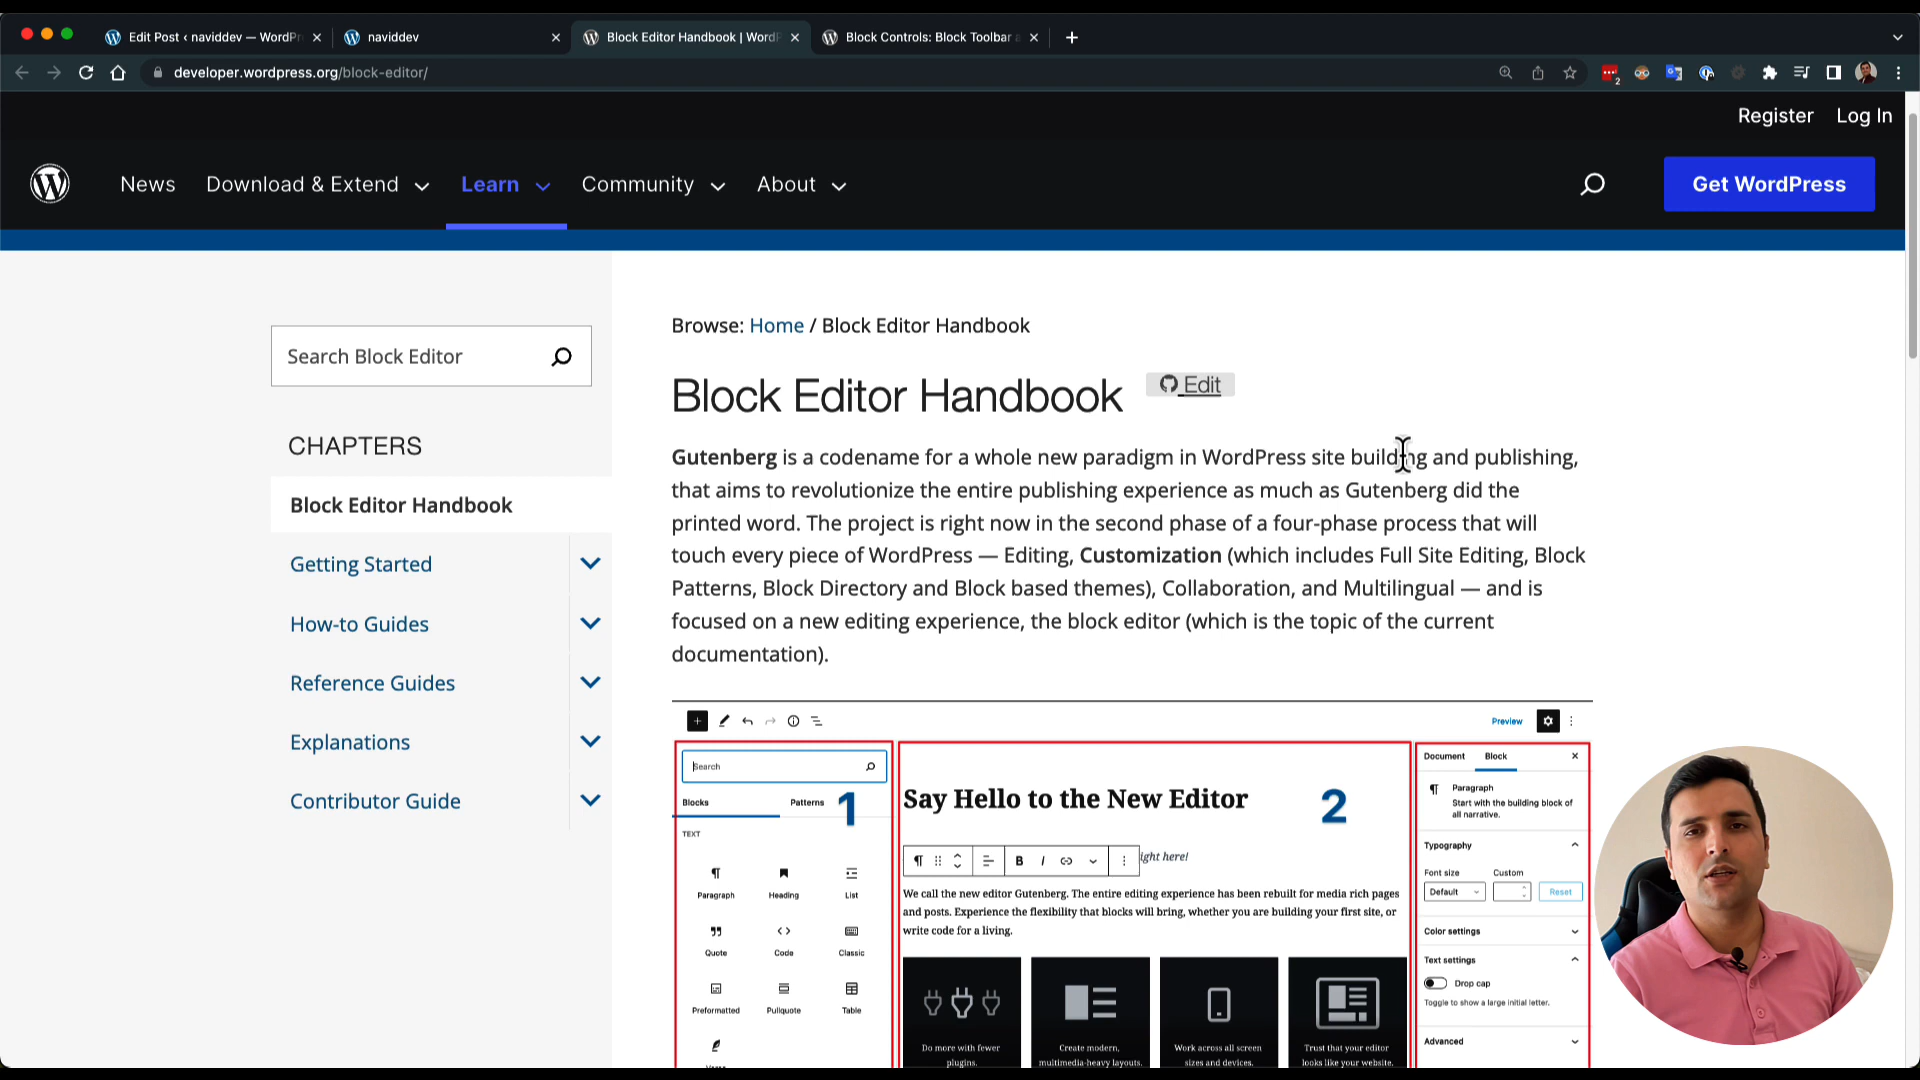 Edit Post ‹ naviddev — WordPr
naviddev
Block Editor Handbook | WordP
Block Controls: Block Toolbar a
developer.wordpress.org/block-editor/
2
Register
Log In
News
Download & Extend
Learn
Community
About
Get WordPress
Search Block Editor
CHAPTERS
Block Editor Handbook
Getting Started
How-to Guides
Reference Guides
Explanations
Contributor Guide
Browse: Home / Block Editor Handbook
Block Editor Handbook
Edit
Gutenberg is a codename for a whole new paradigm in WordPress site building and publishing,
that aims to revolutionize the entire publishing experience as much as Gutenberg did the
printed word. The project is right now in the second phase of a four-phase process that will
touch every piece of WordPress — Editing, Customization (which includes Full Site Editing, Block
Patterns, Block Directory and Block based themes), Collaboration, and Multilingual — and is
focused on a new editing experience, the block editor (which is the topic of the current
documentation).
Preview
Search
Blocks
Patterns
1
TEXT
Paragraph
Heading
List
Quote
Code
Classic
Preformatted
Pullquote
Table
Say Hello to the New Editor
2
B I
ight here!
We call the new editor Gutenberg. The entire editing experience has been rebuilt for media rich pages
and posts. Experience the flexibility that blocks will bring, whether you are building your first site, or
write code for a living.
Do more with fewer
plugins.
Create modern,
multimedia-heavy layouts.
Work across all screen
sizes and devices.
Trust that your editor
looks like your website.
Document
Block
Paragraph
Start with the building block of
all narrative.
Typography
Font size
Custom
Default
Reset
Color settings
Text settings
Drop cap
Toggle to show a large initial letter.
Advanced